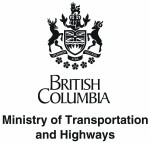 BRITISH
COLUMBIA
Ministry of Transportation
and Highways